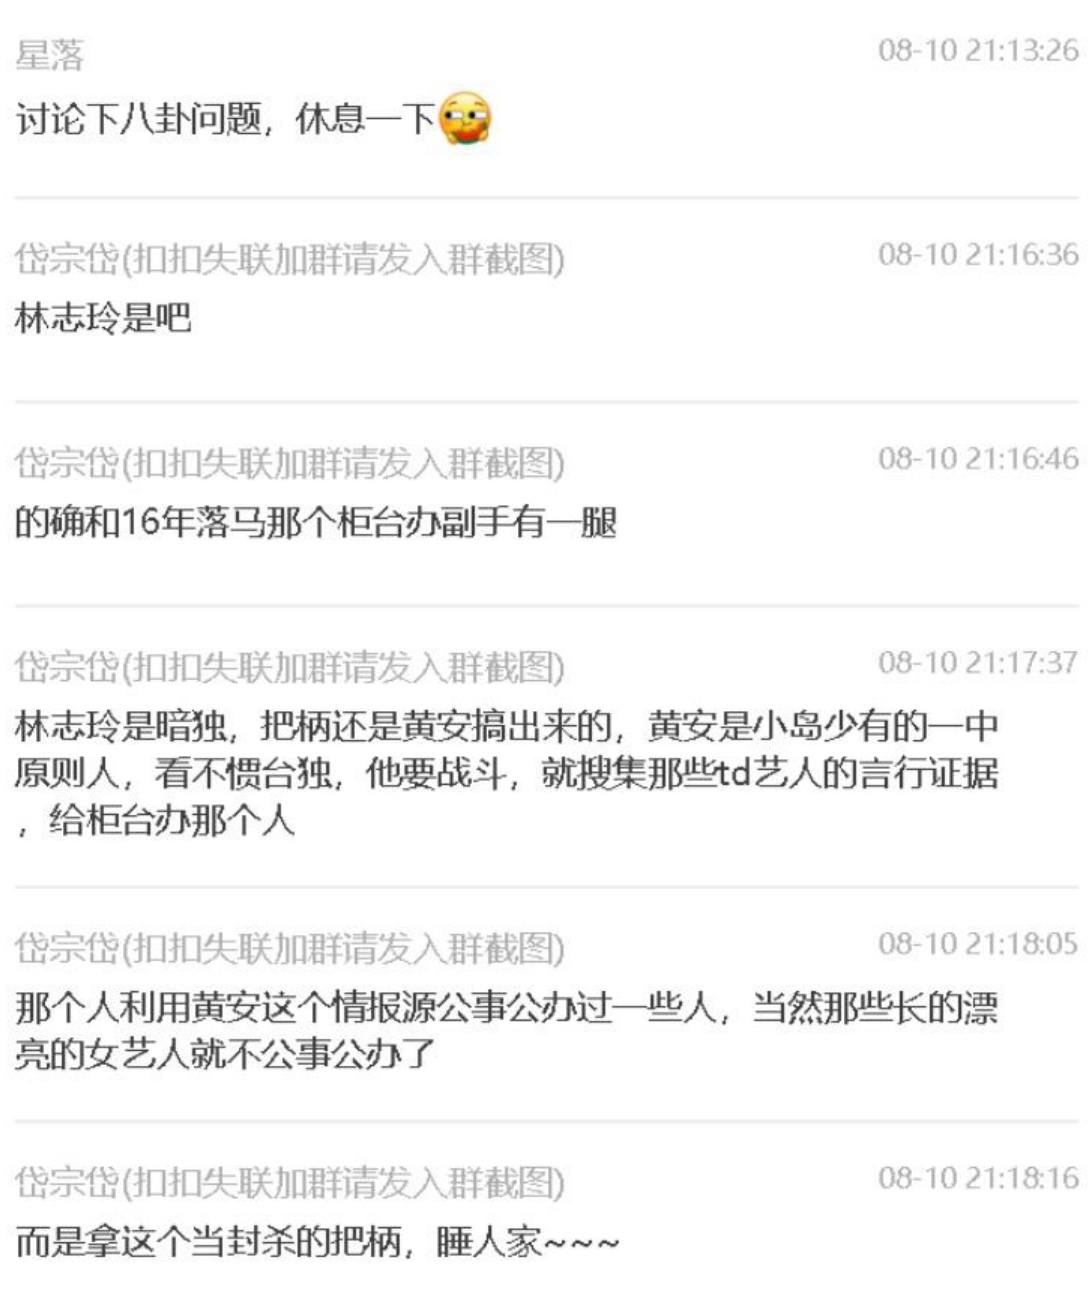 星落
08-10 21:13:26
讨论下八卦问题，休息一下
岱宗岱(扣扣失联加群请发入群截图)
08-10 21:16:36
林志玲是吧
岱宗岱(扣扣失联加群请发入群截图)
08-10 21:16:46
的确和16年落马那个柜台办副手有一腿
岱宗岱(扣扣失联加群请发入群截图)
08-10 21:17:37
林志玲是暗独，把柄还是黄安搞出来的，黄安是小岛少有的一中
原则人，看不惯台独，他要战斗，就搜集那些td艺人的言行证据
，给柜台办那个人
岱宗岱(扣扣失联加群请发入群截图)
08-10 21:18:05
那个人利用黄安这个情报源公事公办过一些人，当然那些长的漂
亮的女艺人就不公事公办了
岱宗岱(扣扣失联加群请发入群截图)
08-10 21:18:16
而是拿这个当封杀的把柄，睡人家~~~